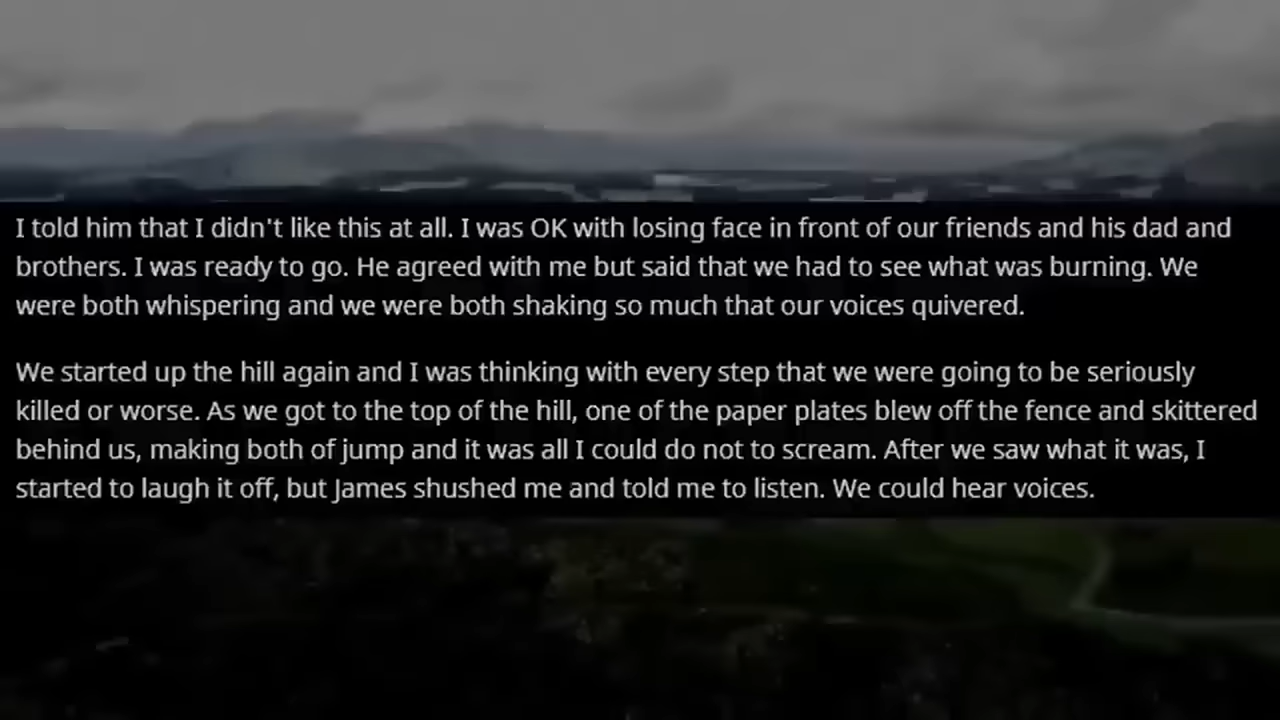 I told him that I didn't like this at all. I was OK with losing face in front of our friends and his dad and
brothers. I was ready to go. He agreed with me but said that we had to see what was burning. We
were both whispering and we were both shaking so much that our voices quivered.
We started up the hill again and I was thinking with every step that we were going to be seriously
killed or worse. As we got to the top of the hill, one of the paper plates blew off the fence and skittered
behind us, making both of jump and it was all I could do not to scream. After we saw what it was, I
started to laugh it off, but James shushed me and told me to listen. We could hear voices.